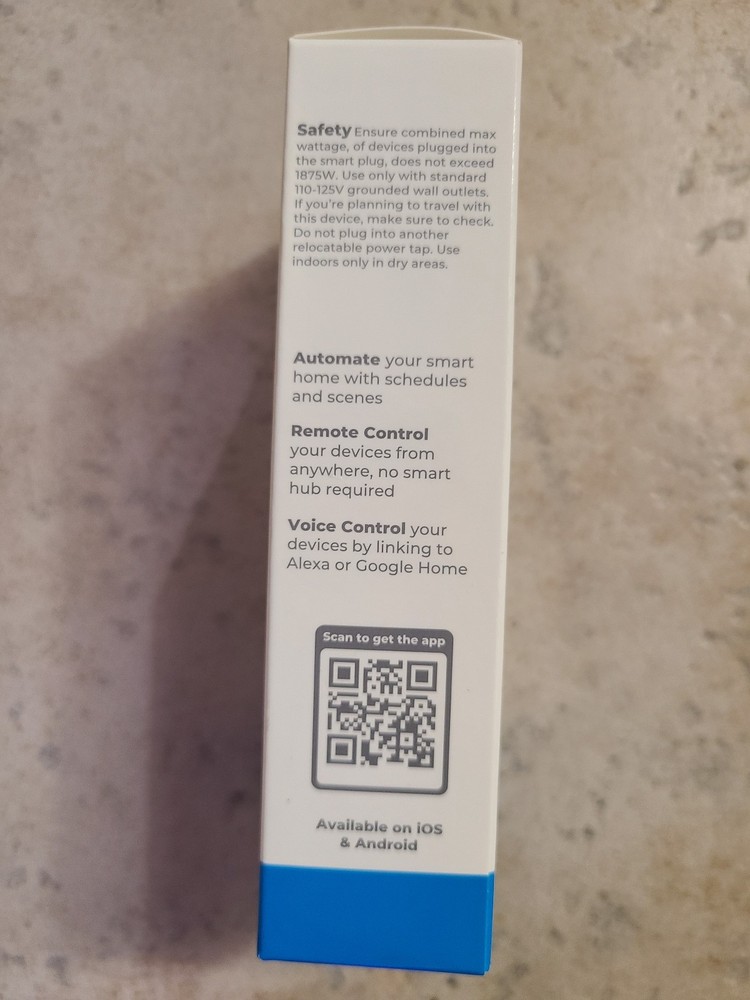 Safety Ensure combined max
wattage, of devices plugged into
the smart plug, does not exceed
1875W. Use only with standard
110-125V grounded wall outlets.
If you're planning to travel with
this device, make sure to check.
Do not plug into another
relocatable power tap. Use
indoors only in dry areas.
Automate your smart
home with schedules
and scenes
Remote Control
your devices from
anywhere, no smart
hub required
Voice Control your
devices by linking to
Alexa or Google Home
Scan to get the app
Available on iOS
& Android